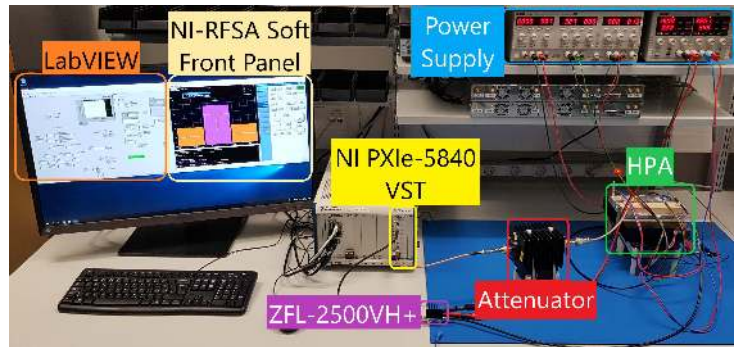 LabVIEW
NI-RFSA Soft
Front Panel
Power
Supply
NI PXIe-5840
VST
HPA
Attenuator
ZFL-2500VH+